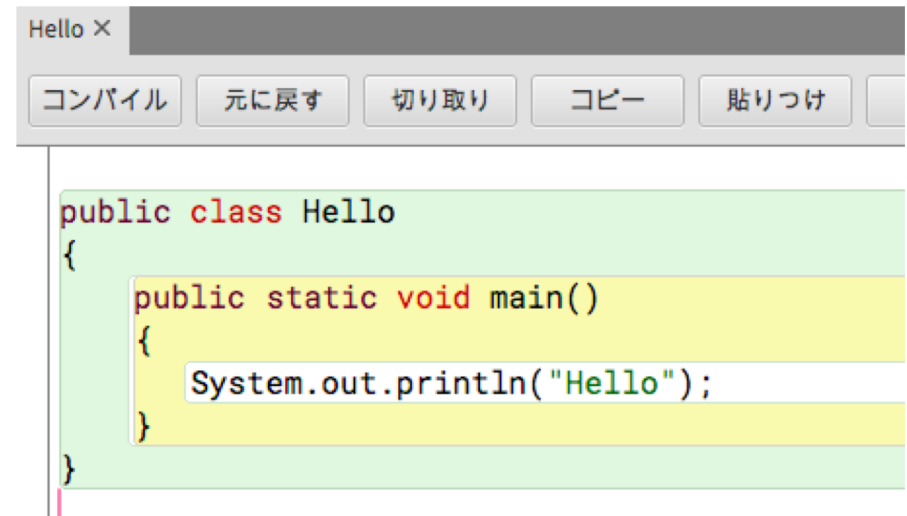 Hello ×
コンパイル 元に戻す 切り取り コピー 貼りつけ
public class Hello
{
    public static void main()
    {
        System.out.println("Hello");
    }
}